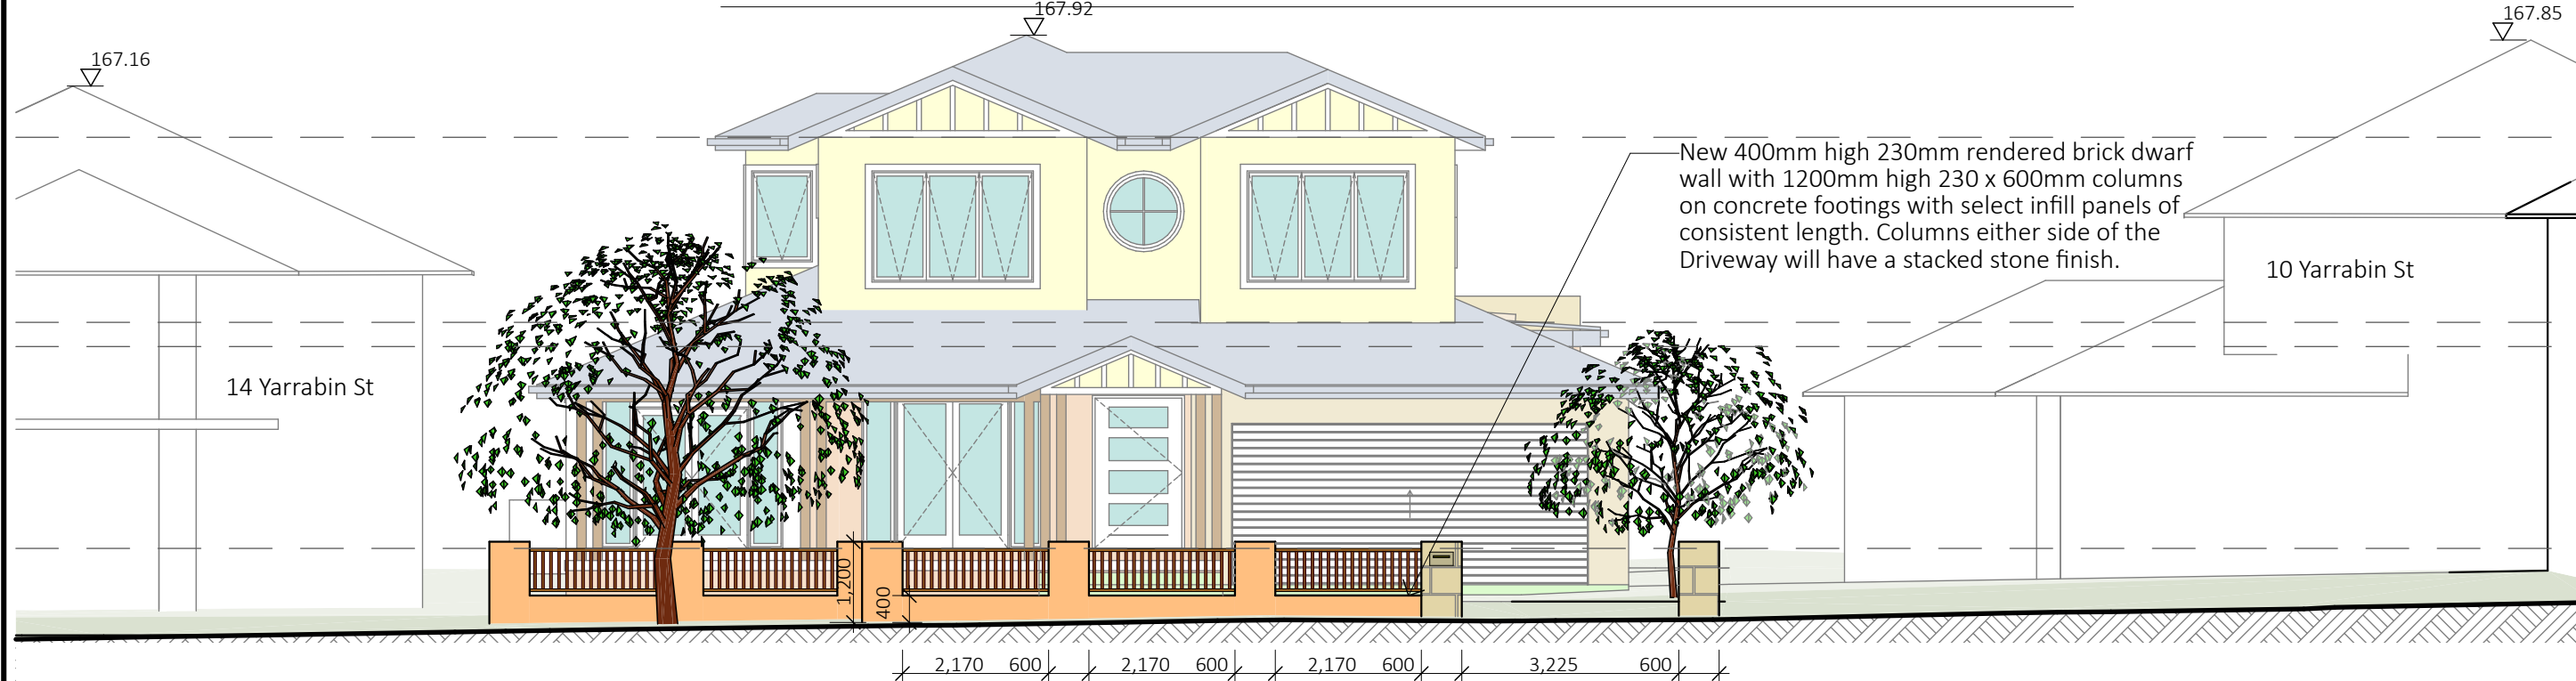 167.92
167.85
167.16
New 400mm high 230mm rendered brick dwarf
wall with 1200mm high 230 x 600mm columns
on concrete footings with select infill panels of
consistent length. Columns either side of the
Driveway will have a stacked stone finish.
10 Yarrabin St
14 Yarrabin St
1,200
400
2,170 600 2,170 600 2,170 600 3,225 600